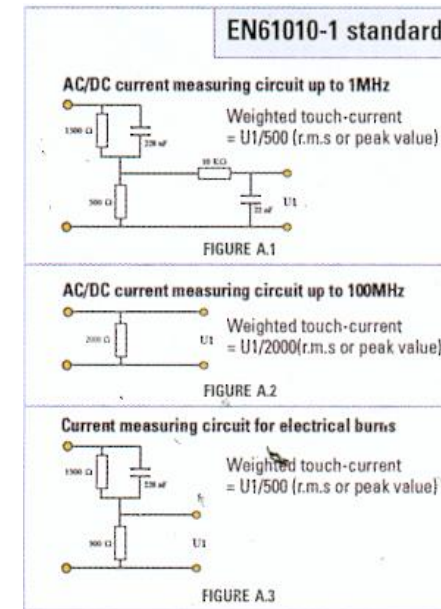 EN61010-1 standard
AC/DC current measuring circuit up to 1MHz
Weighted touch-current
= U1/500 (r.m.s or peak value)
1500 Ω
220 nF
10 KΩ
500 Ω
22 nF
U1
FIGURE A.1
AC/DC current measuring circuit up to 100MHz
Weighted touch-current
= U1/2000(r.m.s or peak value)
2000 Ω
U1
FIGURE A.2
Current measuring circuit for electrical burns
Weighted touch-current
= U1/500 (r.m.s or peak value)
1500 Ω
220 nF
500 Ω
U1
FIGURE A.3